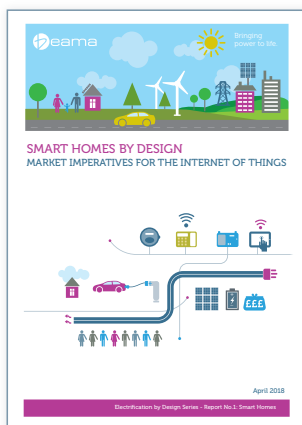 beama
Bringing
power to life
SMART HOMES BY DESIGN
MARKET IMPERATIVES FOR THE INTERNET OF THINGS
£££
April 2018
Electrification by Design Series - Report No.1: Smart Homes